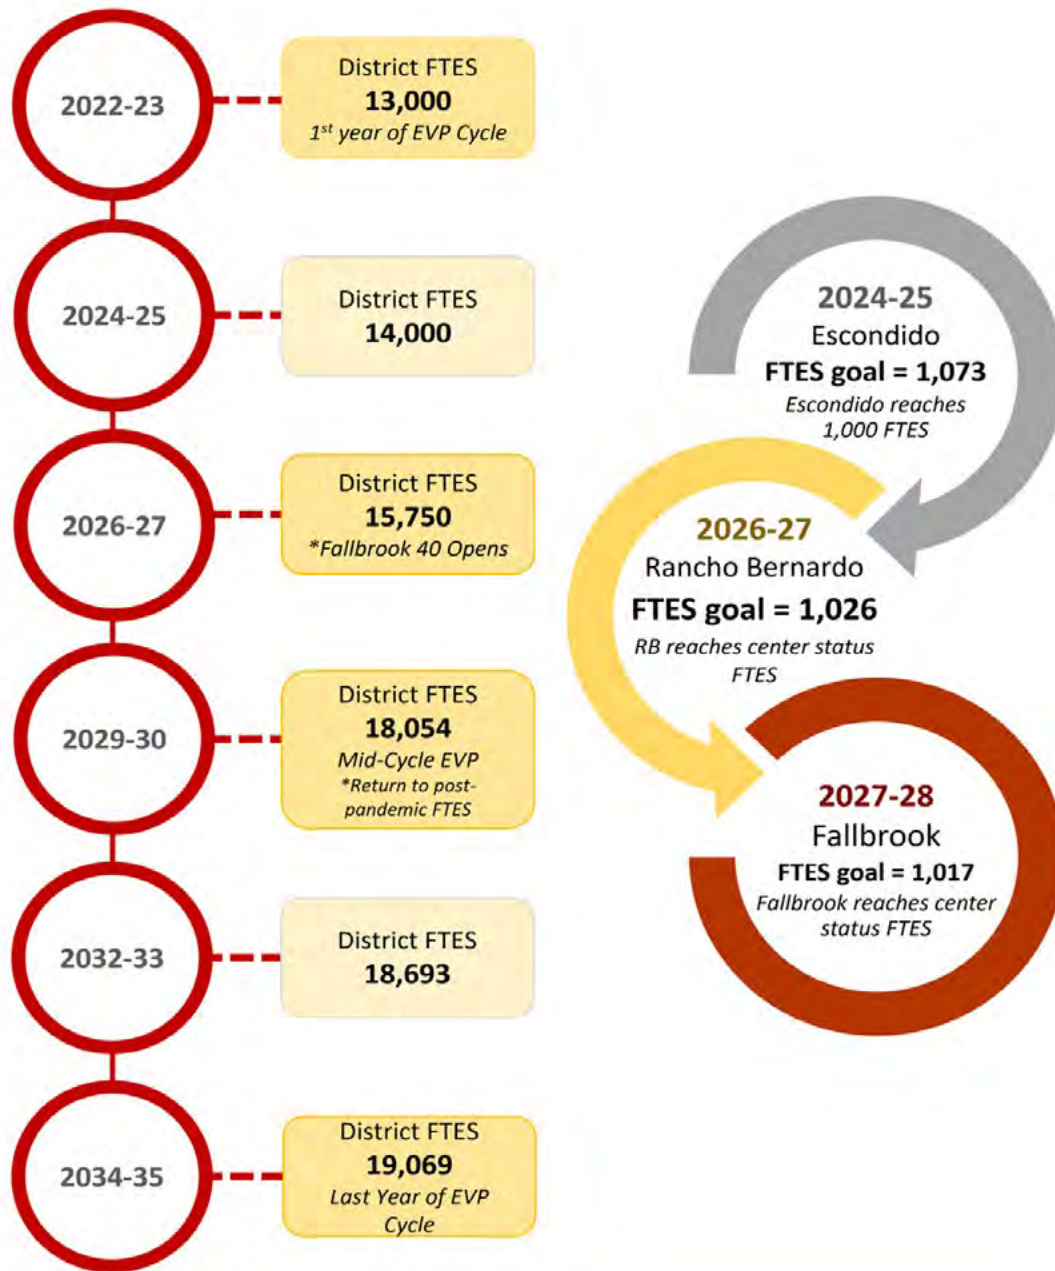 2022-23
District FTES
13,000
1st year of EVP Cycle
2024-25
District FTES
14,000
2026-27
District FTES
15,750
*Fallbrook 40 Opens
2029-30
District FTES
18,054
Mid-Cycle EVP
*Return to post-
pandemic FTES
2032-33
District FTES
18,693
2034-35
District FTES
19,069
Last Year of EVP
Cycle
2024-25
Escondido
FTES goal = 1,073
Escondido reaches
1,000 FTES
2026-27
Rancho Bernardo
FTES goal = 1,026
RB reaches center status
FTES
2027-28
Fallbrook
FTES goal = 1,017
Fallbrook reaches center
status FTES